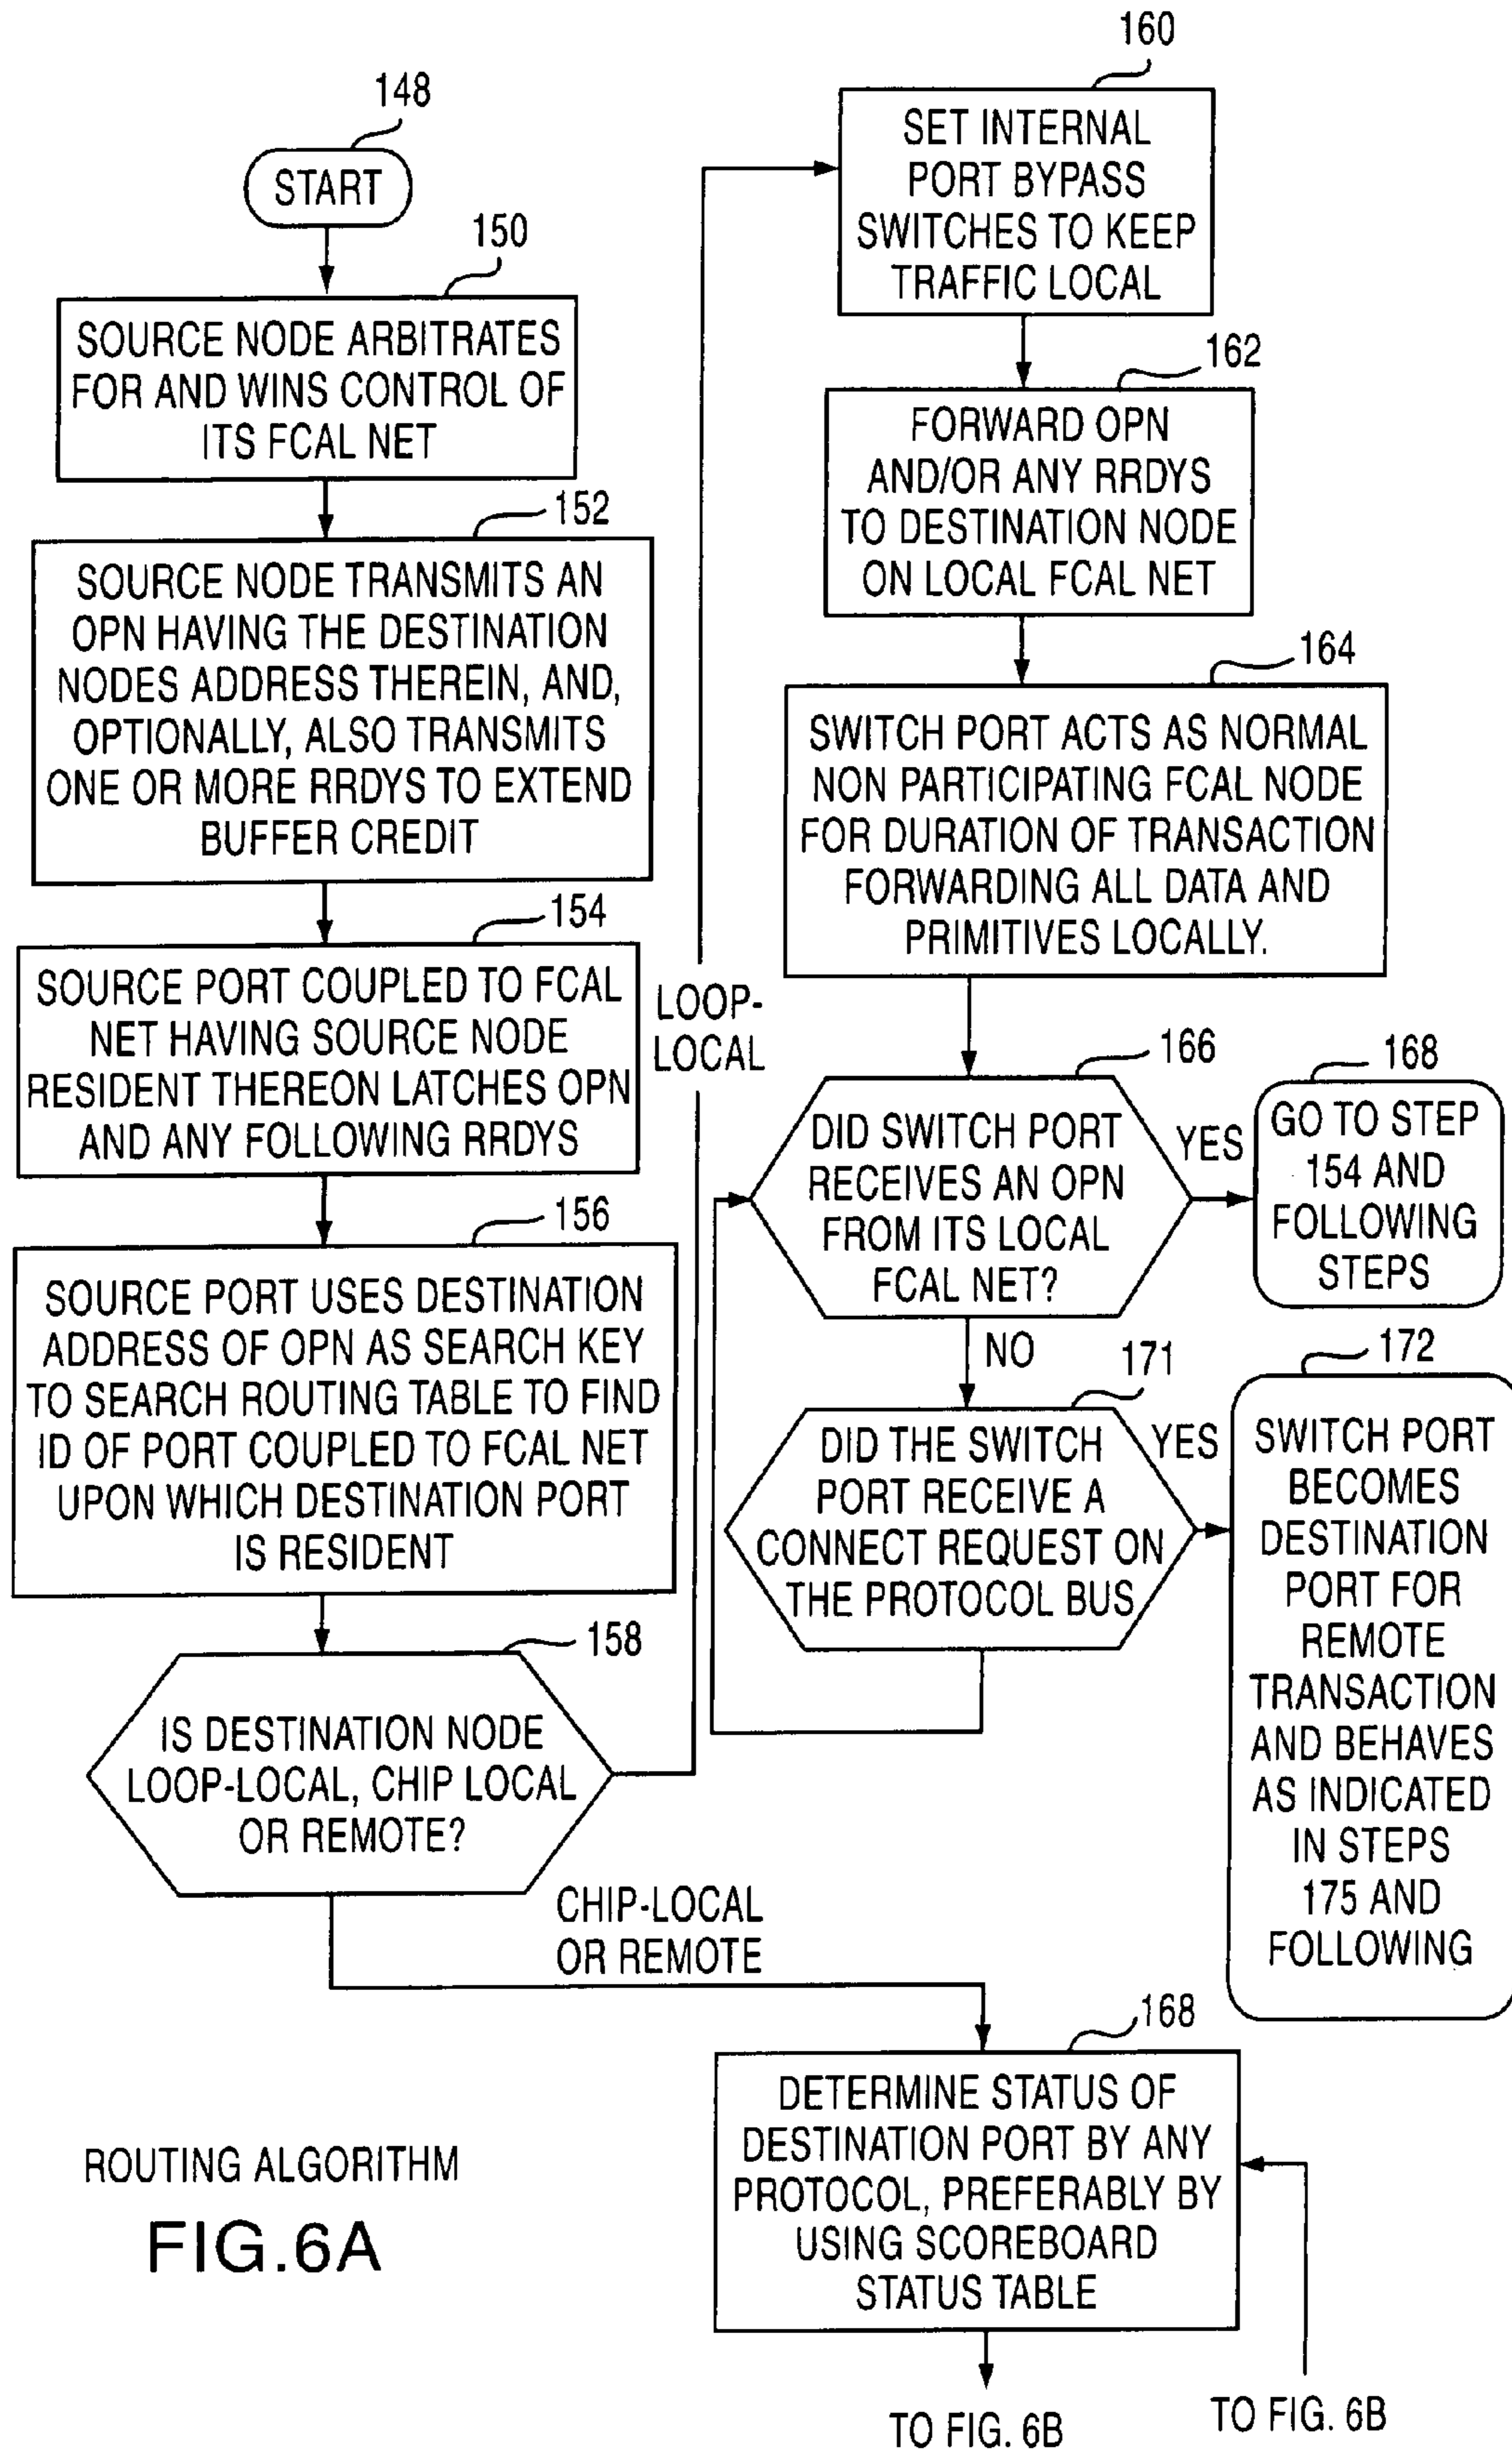 148
START
150
SOURCE NODE ARBITRATES
FOR AND WINS CONTROL OF
ITS FCAL NET
152
SOURCE NODE TRANSMITS AN
OPN HAVING THE DESTINATION
NODES ADDRESS THEREIN, AND,
OPTIONALLY, ALSO TRANSMITS
ONE OR MORE RRDYS TO EXTEND
BUFFER CREDIT
154
SOURCE PORT COUPLED TO FCAL
NET HAVING SOURCE NODE
RESIDENT THEREON LATCHES OPN
AND ANY FOLLOWING RRDYS
156
SOURCE PORT USES DESTINATION
ADDRESS OF OPN AS SEARCH KEY
TO SEARCH ROUTING TABLE TO FIND
ID OF PORT COUPLED TO FCAL NET
UPON WHICH DESTINATION PORT
IS RESIDENT
158
IS DESTINATION NODE
LOOP-LOCAL, CHIP LOCAL
OR REMOTE?
LOOP-
LOCAL
160
SET INTERNAL
PORT BYPASS
SWITCHES TO KEEP
TRAFFIC LOCAL
162
FORWARD OPN
AND/OR ANY RRDYS
TO DESTINATION NODE
ON LOCAL FCAL NET
164
SWITCH PORT ACTS AS NORMAL
NON PARTICIPATING FCAL NODE
FOR DURATION OF TRANSACTION
FORWARDING ALL DATA AND
PRIMITIVES LOCALLY.
166
DID SWITCH PORT
RECEIVES AN OPN
FROM ITS LOCAL
FCAL NET?
YES
168
GO TO STEP
154 AND
FOLLOWING
STEPS
NO
171
DID THE SWITCH
PORT RECEIVE A
CONNECT REQUEST ON
THE PROTOCOL BUS
YES
172
SWITCH PORT
BECOMES
DESTINATION
PORT FOR
REMOTE
TRANSACTION
AND BEHAVES
AS INDICATED
IN STEPS
175 AND
FOLLOWING
CHIP-LOCAL
OR REMOTE
168
DETERMINE STATUS OF
DESTINATION PORT BY ANY
PROTOCOL, PREFERABLY BY
USING SCOREBOARD
STATUS TABLE
TO FIG. 6B
TO FIG. 6B
ROUTING ALGORITHM
FIG.6A